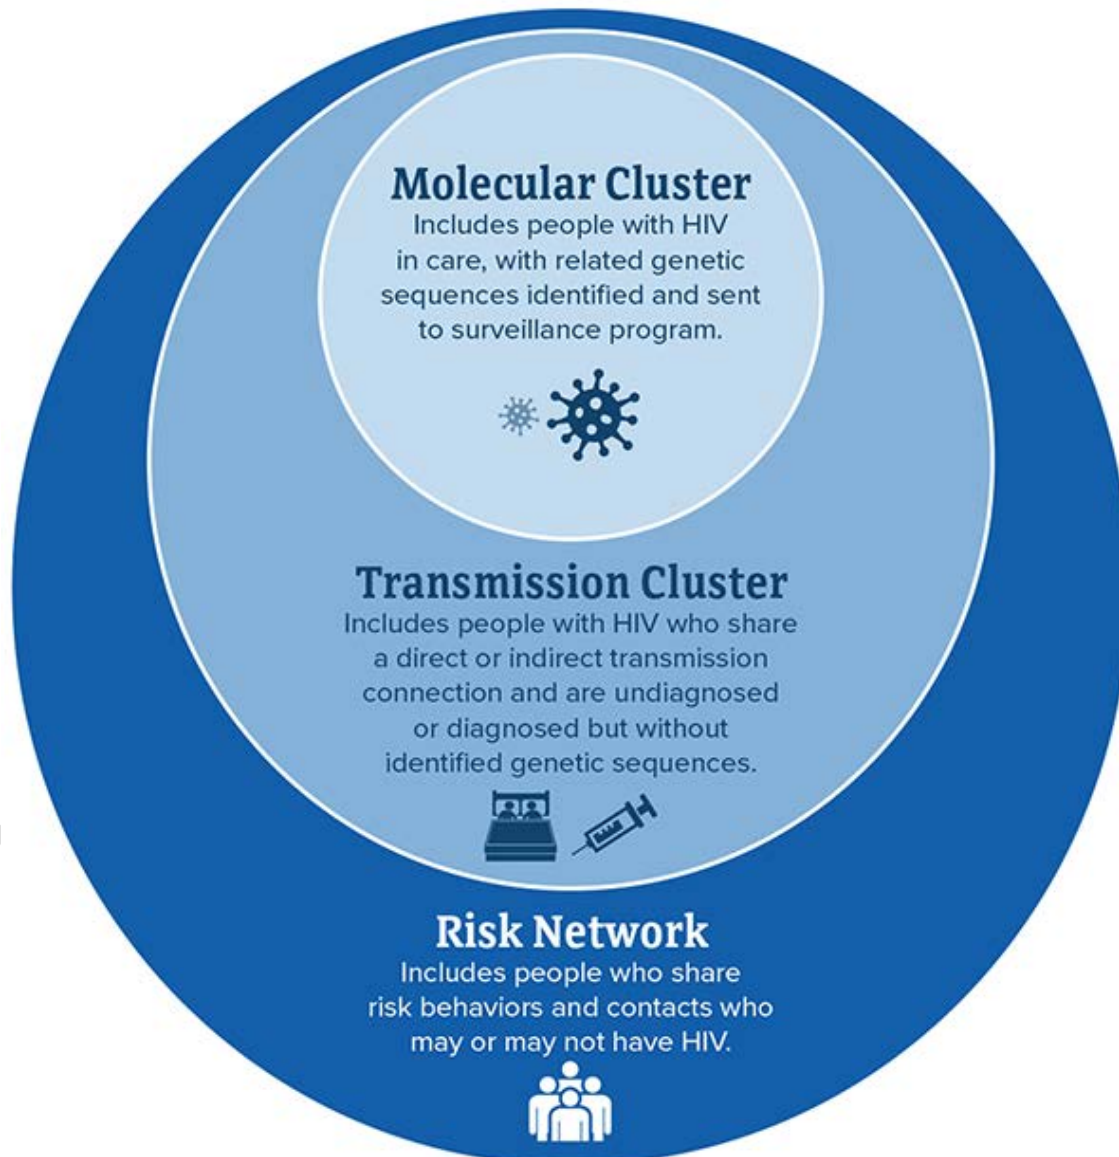 Molecular Cluster
Includes people with HIV
in care, with related genetic
sequences identified and sent
to surveillance program.
Transmission Cluster
Includes people with HIV who share
a direct or indirect transmission
connection and are undiagnosed
or diagnosed but without
identified genetic sequences.
Risk Network
Includes people who share
risk behaviors and contacts who
may or may not have HIV.